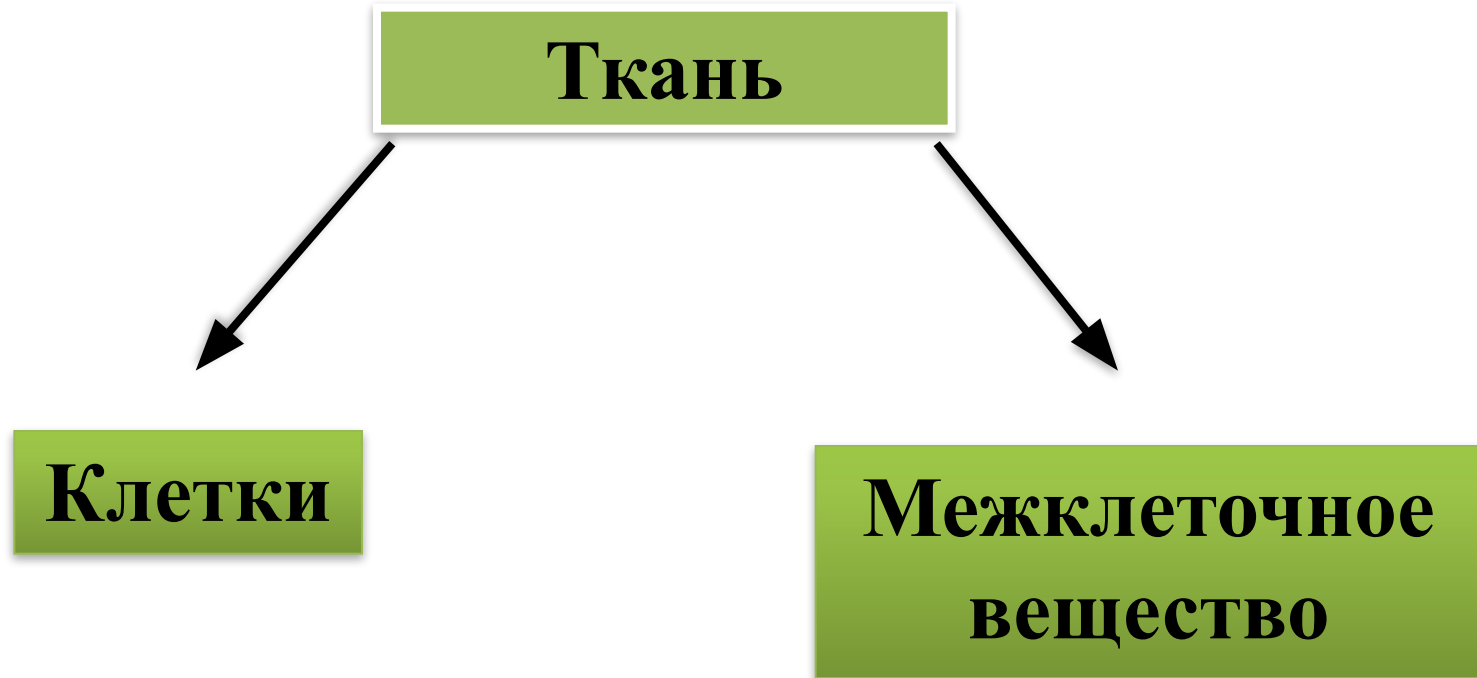 Ткань
Клетки
Межклеточное
вещество